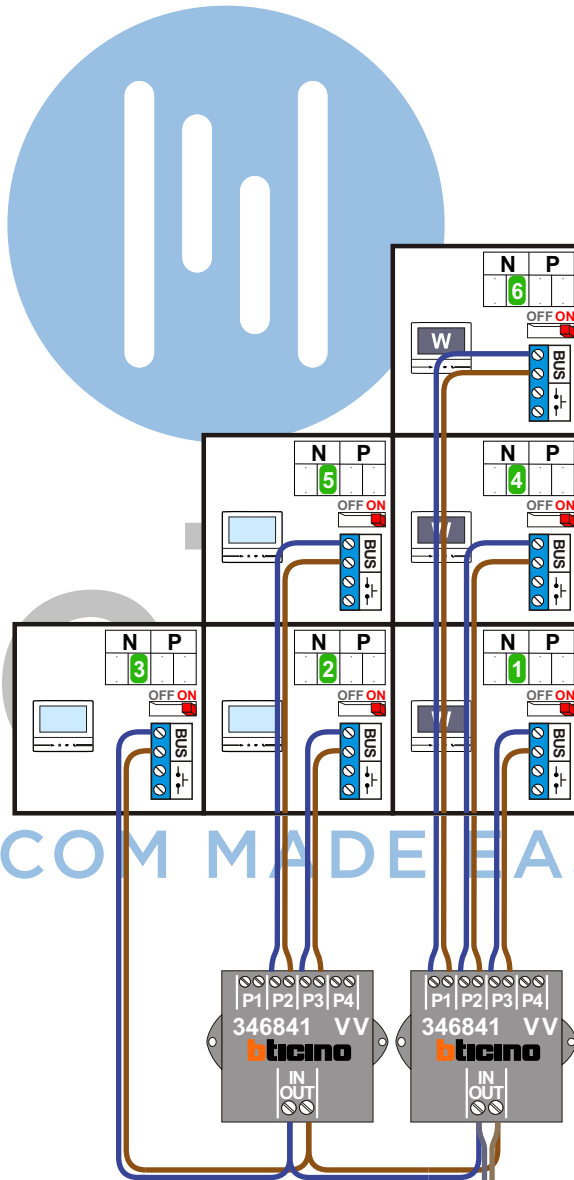 N P
6
OFF ON
W
BUS
N P
5
OFF ON
BUS
N P
4
OFF ON
W
BUS
N P
3
OFF ON
BUS
N P
2
OFF ON
BUS
N P
1
OFF ON
W
BUS
COM MADE EA
P1 P2 P3 P4
346841 VV
bticino
IN
OUT
P1 P2 P3 P4
346841 VV
bticino
IN
OUT